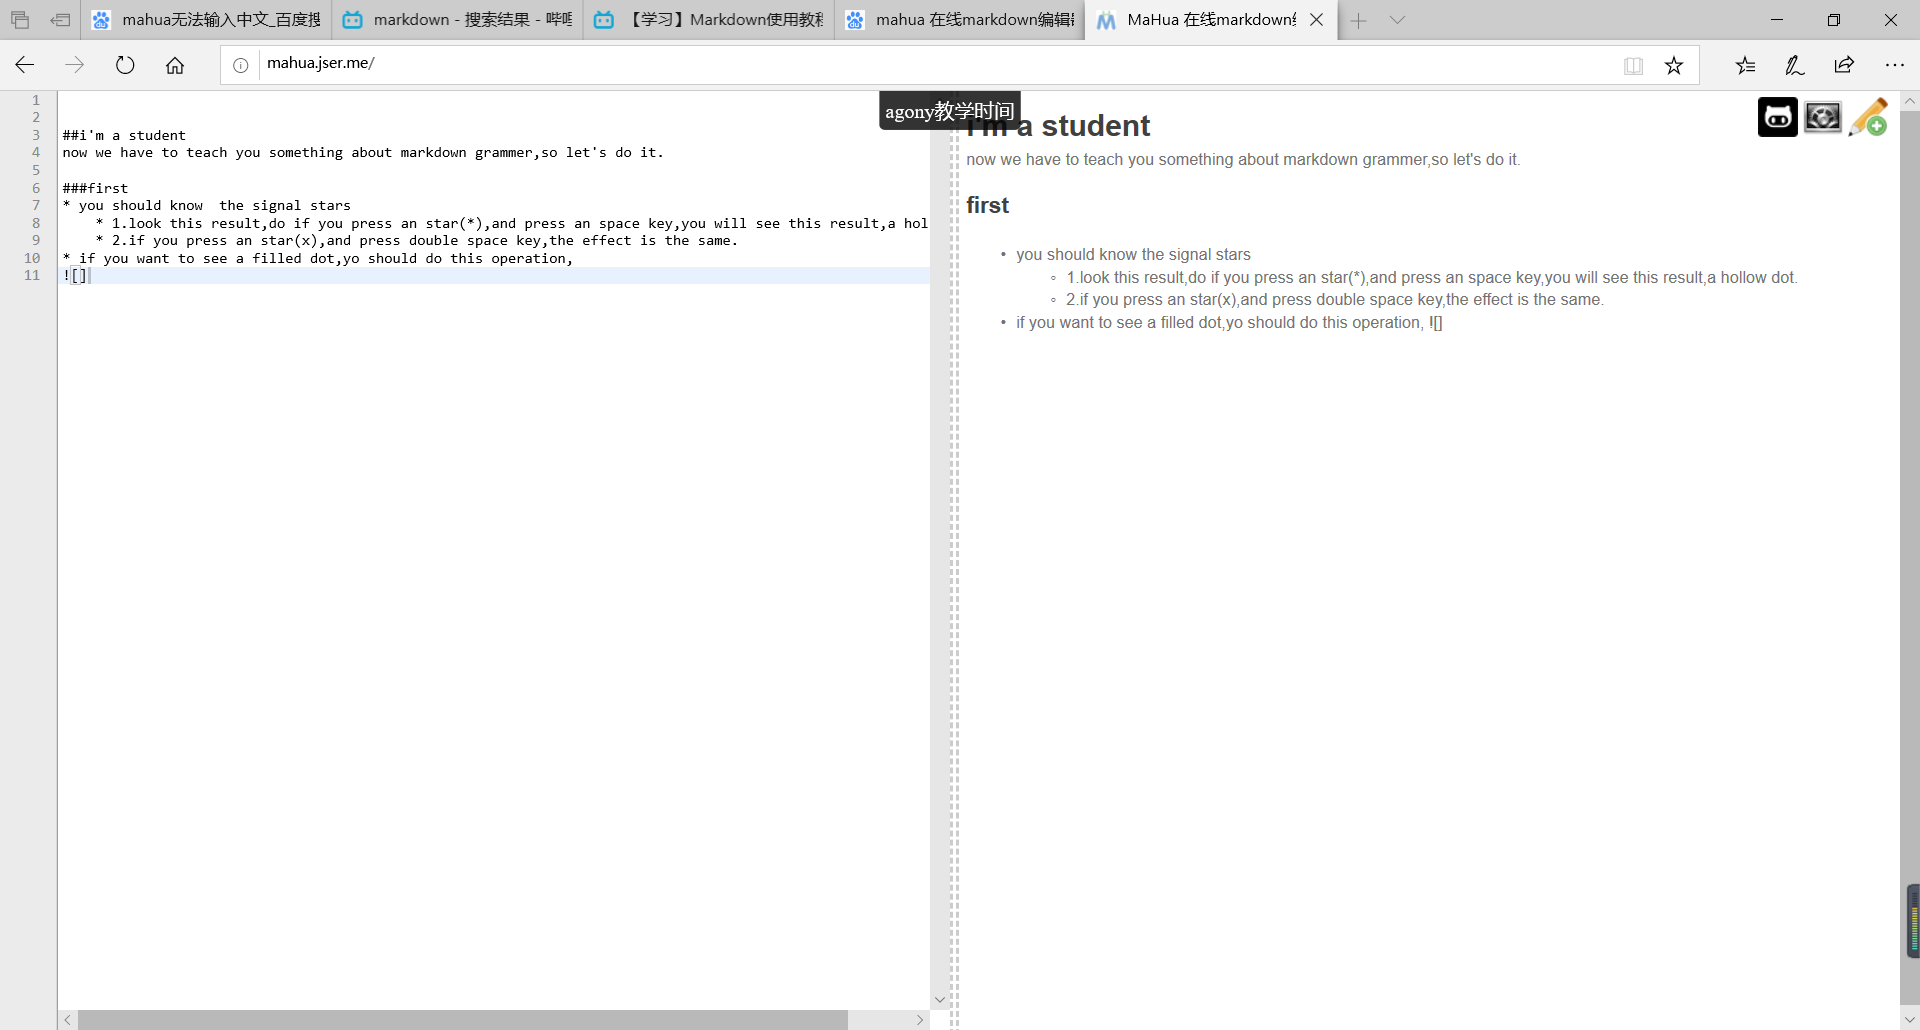 mahua无法输入中文_百度搜
markdown - 搜索结果 - 哔哩
【学习】Markdown使用教程
mahua 在线markdown编辑器
MaHua 在线markdown编
mahua.jser.me/
agony教学时间
1
2
3 ##i'm a student
4 now we have to teach you something about markdown grammer,so let's do it.
5
6 ###first
7 * you should know  the signal stars
8     * 1.look this result,do if you press an star(*),and press an space key,you will see this result,a hol
9     * 2.if you press an star(x),and press double space key,the effect is the same.
10 * if you want to see a filled dot,yo should do this operation,
11 ![]
i'm a student
now we have to teach you something about markdown grammer,so let's do it.
first
• you should know the signal stars
◦ 1.look this result,do if you press an star(*),and press an space key,you will see this result,a hollow dot.
◦ 2.if you press an star(x),and press double space key,the effect is the same.
• if you want to see a filled dot,yo should do this operation, ![]